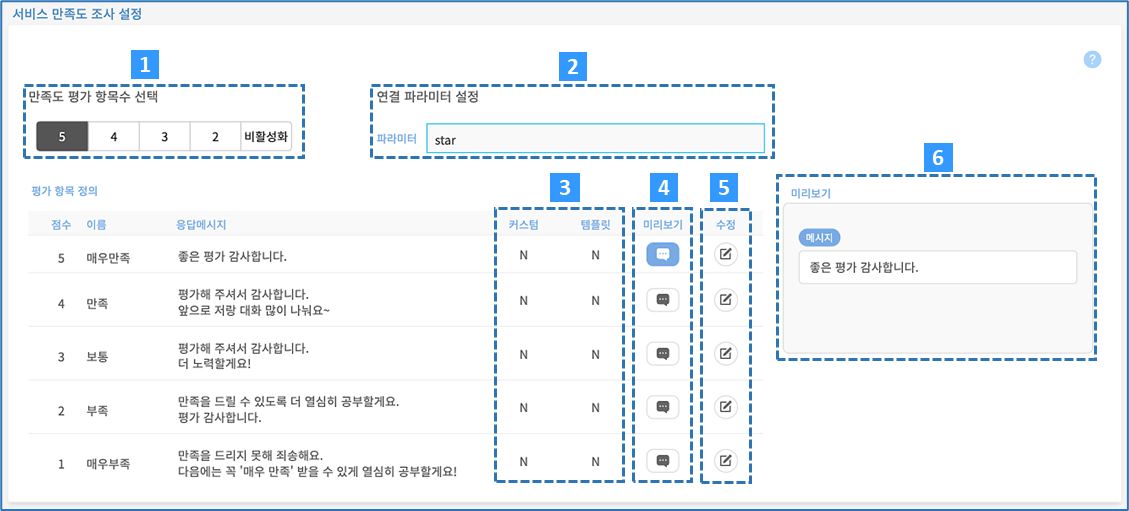 서비스 만족도 조사 설정
?
1
2
만족도 평가 항목수 선택
연결 파라미터 설정
5 4 3 2 비활성화
파라미터 star
평가 항목 정의
3
4
5
6
미리보기
점수 이름 응답메시지 커스텀 템플릿 미리보기 수정
메시지
좋은 평가 감사합니다.
5 매우만족 좋은 평가 감사합니다. N N
4 만족 평가해 주셔서 감사합니다. N N
앞으로 저랑 대화 많이 나눠요~
3 보통 평가해 주셔서 감사합니다. N N
더 노력할게요!
2 부족 만족을 드릴 수 있도록 더 열심히 공부할게요. N N
평가 감사합니다.
1 매우부족 만족을 드리지 못해 죄송해요. N N
다음에는 꼭 '매우 만족' 받을 수 있게 열심히 공부할게요!